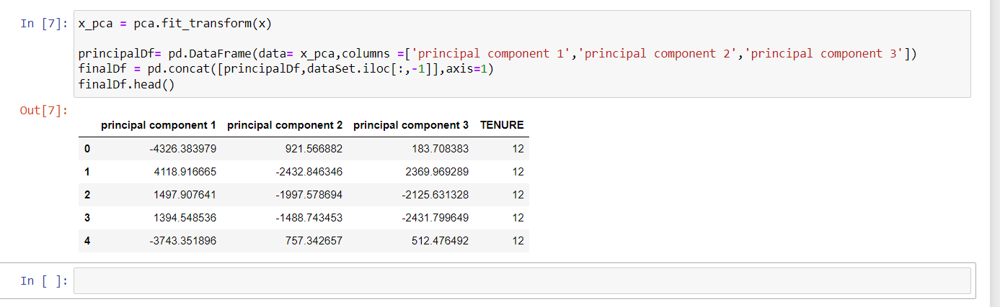 In [7]: x_pca = pca.fit_transform(x)
principalDf= pd.DataFrame(data= x_pca,columns =['principal component 1','principal component 2','principal component 3'])
finalDf = pd.concat([principalDf,dataSet.iloc[:,-1]],axis=1)
finalDf.head()
Out[7]:
principal component 1 principal component 2 principal component 3 TENURE
0 -4326.383979 921.566882 183.708383 12
1 4118.916665 -2432.846346 2369.969289 12
2 1497.907641 -1997.578694 -2125.631328 12
3 1394.548536 -1488.743453 -2431.799649 12
4 -3743.351896 757.342657 512.476492 12
In [ ]: